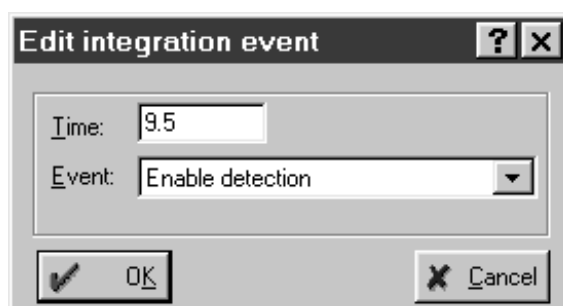 Edit integration event ? ×
Time: 9.5
Event: Enable detection
OK Cancel